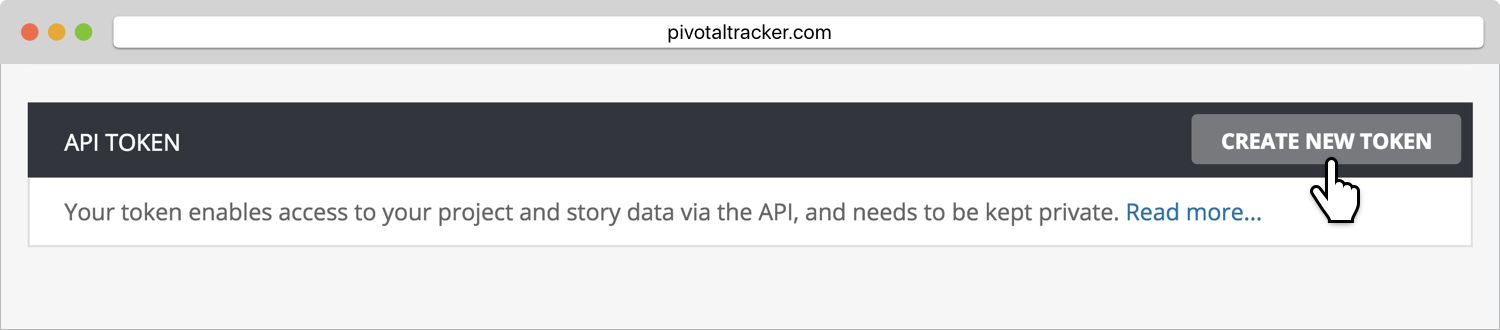 pivotaltracker.com
API TOKEN
CREATE NEW TOKEN
Your token enables access to your project and story data via the API, and needs to be kept private. Read more...